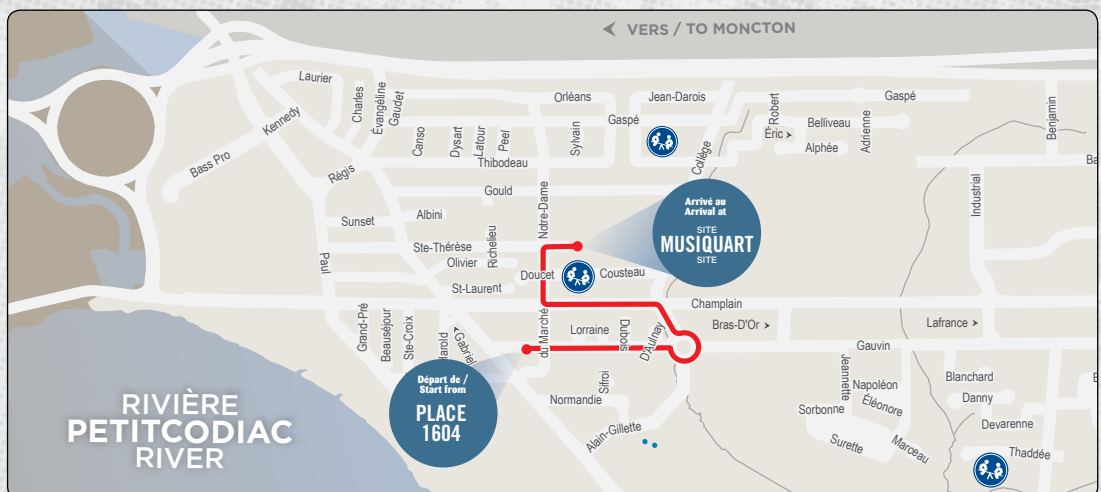 VERS / TO MONCTON
Laurier
Charles
Évangéline
Gaudet
Kennedy
Bass Pro
Régis
Canso
Dysart
Latour
Peel
Thibodeau
Orléans
Sylvain
Gaspé
Jean-Darois
Collège
Robert
Éric
Belliveau
Alphée
Adrienne
Gaspé
Benjamin
Ba
Industrial
Gould
Notre-Dame
Sunset
Albini
Ste-Thérèse
Olivier
Richelieu
St-Laurent
Paul
Doucet
Cousteau
Arrivé au
Arrival at
SITE
MUSIQUART
SITE
Champlain
Bras-D'Or
Lafrance
Gauvin
Grand-Pré
Beauséjour
Ste-Croix
Harold
Gabriel
du Marché
Lorraine
Dubois
D'Aulnay
Départ de /
Start from
PLACE
1604
Normandie
Sifroi
Alain-Gillette
Jeannette
Napoléon
Éléonore
Sorbonne
Surette
Marceau
Blanchard
Danny
Devarenne
Thaddée
E
RIVIÈRE
PETITCODIAC
RIVER